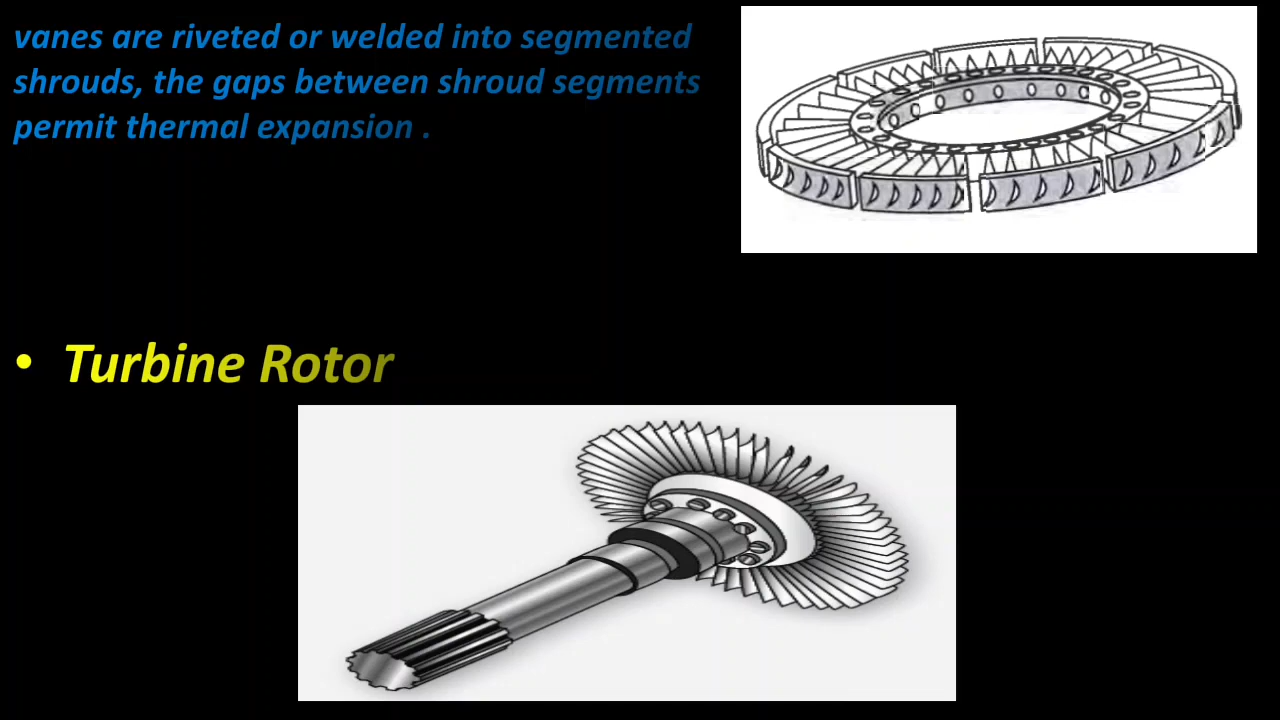 vanes are riveted or welded into segmented
shrouds, the gaps between shroud segments
permit thermal expansion .
• Turbine Rotor